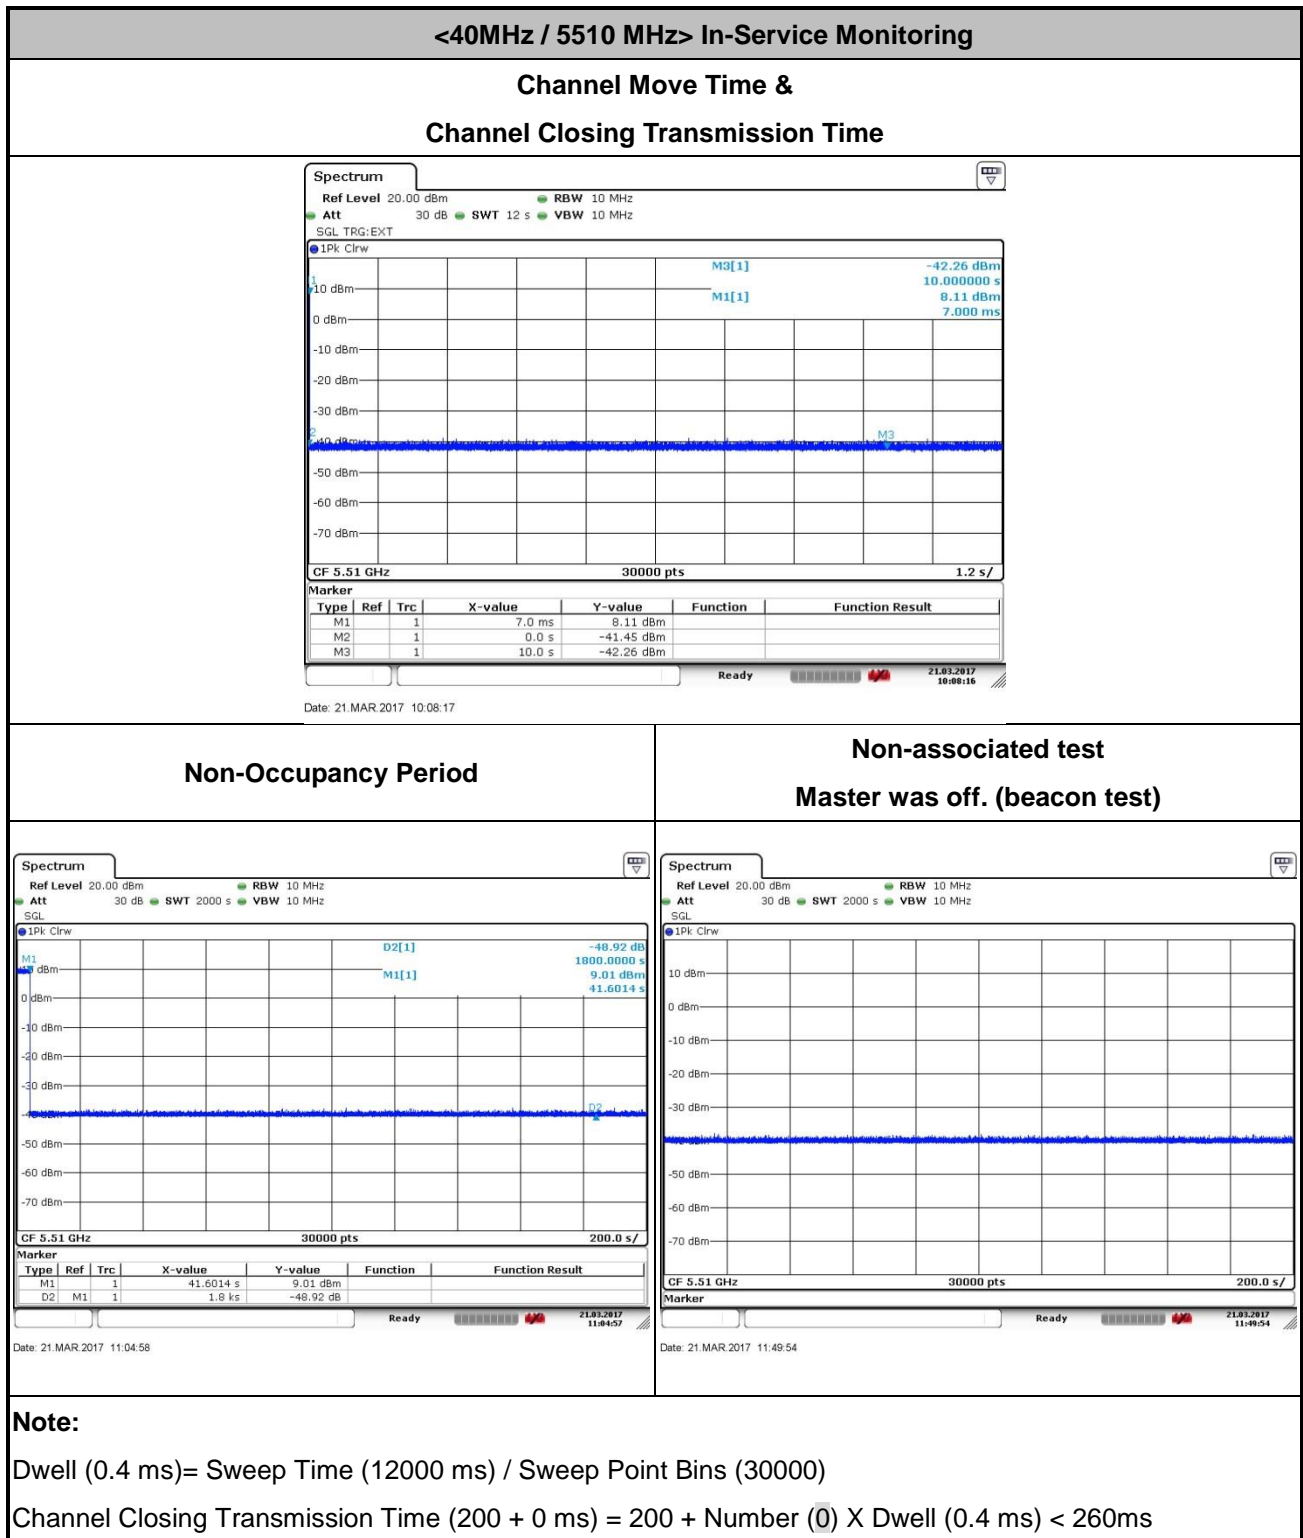 <40MHz / 5510 MHz> In-Service Monitoring
Channel Move Time &
Channel Closing Transmission Time
Spectrum
Ref Level 20.00 dBm RBW 10 MHz
Att 30 dB SWT 12 s VBW 10 MHz
SGL TRG:EXT
1Pk Clrw
M3[1] -42.26 dBm
10.000000 s
M1[1] 8.11 dBm
7.000 ms
1
10 dBm
0 dBm
-10 dBm
-20 dBm
-30 dBm
2
-40 dBm
M3
-50 dBm
-60 dBm
-70 dBm
CF 5.51 GHz 30000 pts 1.2 s/
Marker
Type Ref Trc X-value Y-value Function Function Result
M1 1 7.0 ms 8.11 dBm
M2 1 0.0 s -41.45 dBm
M3 1 10.0 s -42.26 dBm
Ready 21.03.2017
10:08:16
Date: 21.MAR.2017 10:08:17
Non-Occupancy Period
Non-associated test
Master was off. (beacon test)
Spectrum
Ref Level 20.00 dBm RBW 10 MHz
Att 30 dB SWT 2000 s VBW 10 MHz
SGL
1Pk Clrw
D2[1] -48.92 dB
1800.0000 s
M1[1] 9.01 dBm
41.6014 s
M1
dBm
0 dBm
-10 dBm
-20 dBm
-30 dBm
D2
-50 dBm
-60 dBm
-70 dBm
CF 5.51 GHz 30000 pts 200.0 s/
Marker
Type Ref Trc X-value Y-value Function Function Result
M1 1 41.6014 s 9.01 dBm
D2 M1 1 1.8 ks -48.92 dB
Ready 21.03.2017
11:04:57
Date: 21.MAR.2017 11:04:58
Spectrum
Ref Level 20.00 dBm RBW 10 MHz
Att 30 dB SWT 2000 s VBW 10 MHz
SGL
1Pk Clrw
10 dBm
0 dBm
-10 dBm
-20 dBm
-30 dBm
-50 dBm
-60 dBm
-70 dBm
CF 5.51 GHz 30000 pts 200.0 s/
Marker
Ready 21.03.2017
11:49:54
Date: 21.MAR.2017 11:49:54
Note:
Dwell (0.4 ms)= Sweep Time (12000 ms) / Sweep Point Bins (30000)
Channel Closing Transmission Time (200 + 0 ms) = 200 + Number (0) X Dwell (0.4 ms) < 260ms